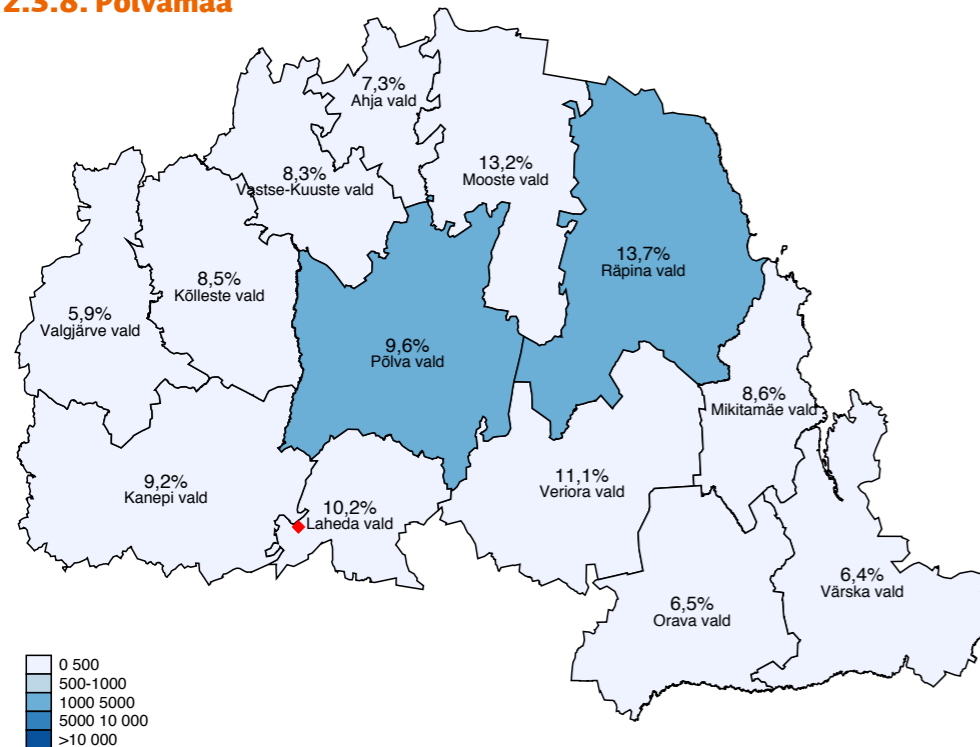 2.3.8. Põlvamaa
7,3%
Ahja vald
8,3%
Vastse-Kuuste vald
13,2%
Mooste vald
13,7%
Räpina vald
8,5%
Kõlleste vald
5,9%
Valgjärve vald
9,6%
Põlva vald
8,6%
Mikitamäe vald
9,2%
Kanepi vald
10,2%
Laheda vald
11,1%
Veriora vald
6,4%
Värska vald
6,5%
Orava vald
0 500
500-1000
1000 5000
5000 10 000
>10 000